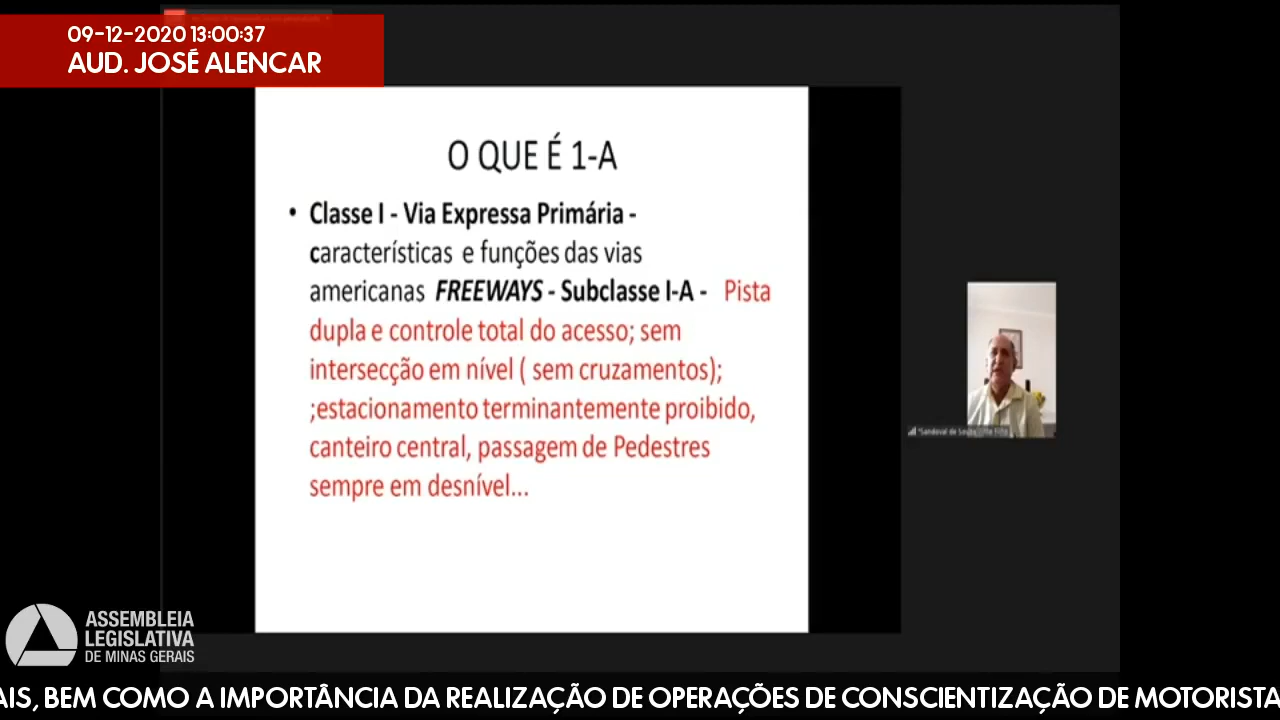 09-12-2020 13:00:37
AUD. JOSÉ ALENCAR
O QUE É 1-A
• Classe I - Via Expressa Primária -
características e funções das vias
americanas FREEWAYS - Subclasse I-A - Pista
dupla e controle total do acesso; sem
intersecção em nível ( sem cruzamentos);
;estacionamento terminantemente proibido,
canteiro central, passagem de Pedestres
sempre em desnível...
*Sandoval de
ASSEMBLEIA
LEGISLATIVA
DE MINAS GERAIS
AIS, BEM COMO A IMPORTÂNCIA DA REALIZAÇÃO DE OPERAÇÕES DE CONSCIENTIZAÇÃO DE MOTORISTA